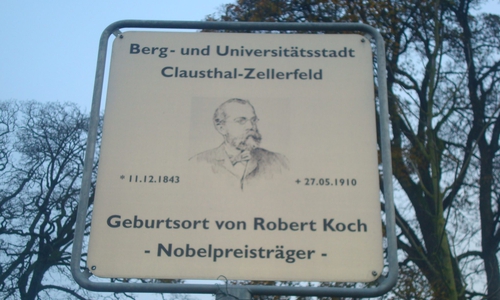 Berg- und Universitätsstadt
Clausthal-Zellerfeld
* 11.12.1843 + 27.05.1910
Geburtsort von Robert Koch
- Nobelpreisträger -